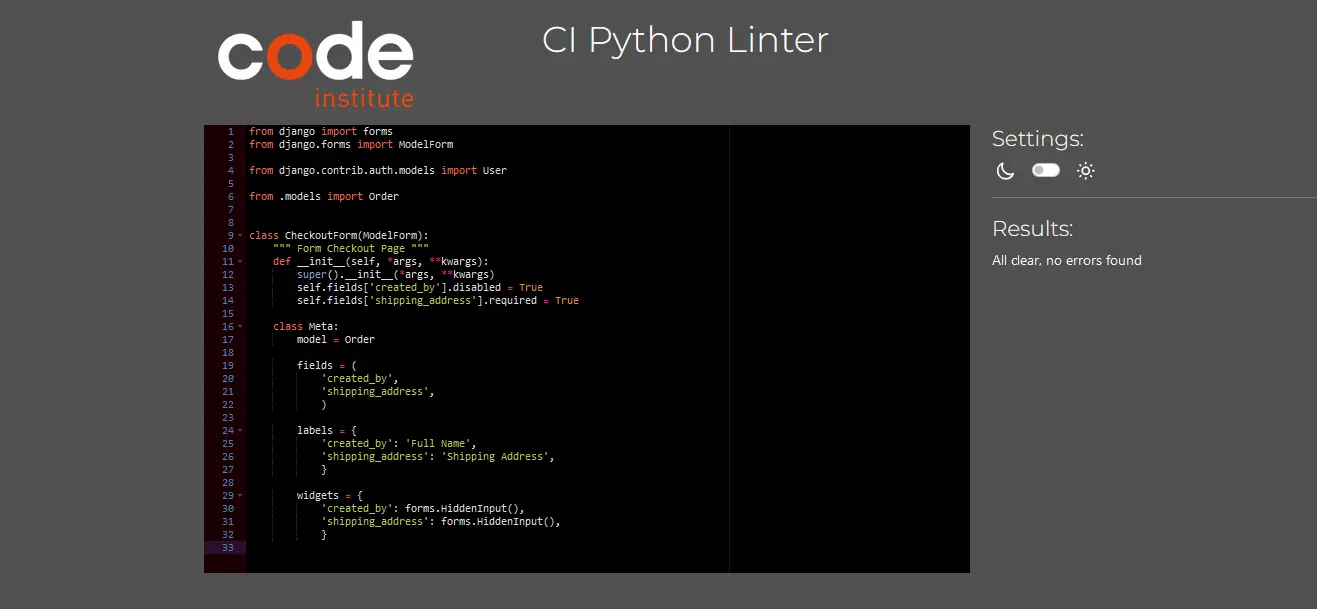 code
institute
CI Python Linter
1 from django import forms
2 from django.forms import ModelForm
3
4 from django.contrib.auth.models import User
5
6 from .models import Order
7
8
9 class CheckoutForm(ModelForm):
10     """ Form Checkout Page """
11     def __init__(self, *args, **kwargs):
12         super().__init__(*args, **kwargs)
13         self.fields['created_by'].disabled = True
14         self.fields['shipping_address'].required = True
15
16     class Meta:
17         model = Order
18
19         fields = (
20             'created_by',
21             'shipping_address',
22             )
23
24         labels = {
25             'created_by': 'Full Name',
26             'shipping_address': 'Shipping Address',
27             }
28
29         widgets = {
30             'created_by': forms.HiddenInput(),
31             'shipping_address': forms.HiddenInput(),
32             }
33
Settings:
Results:
All clear, no errors found